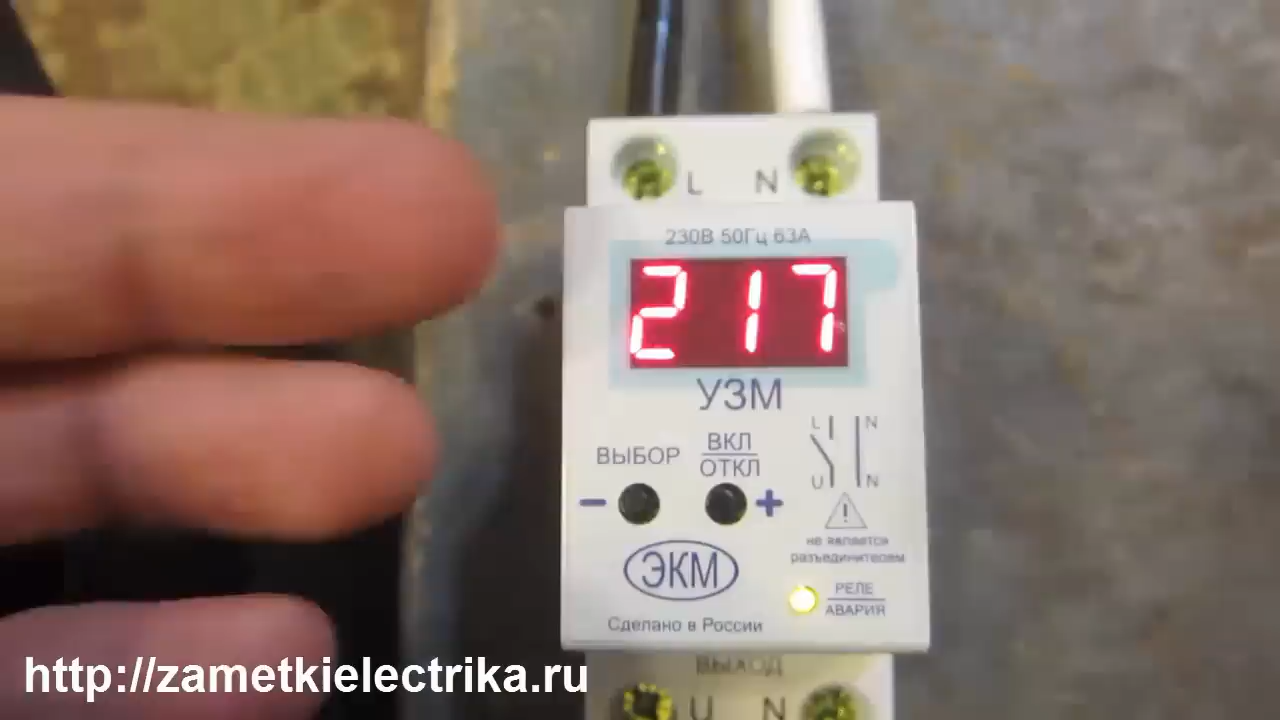 L N
230В 50Гц 63А
217
УЗМ
ВЫБОР
ВКЛ
ОТКЛ
L N
U N
- +
не является
разъединителем
ЭКМ
РЕЛЕ
АВАРИЯ
Сделано в России
ВЫХОД
U N
http://zametkielectrika.ru